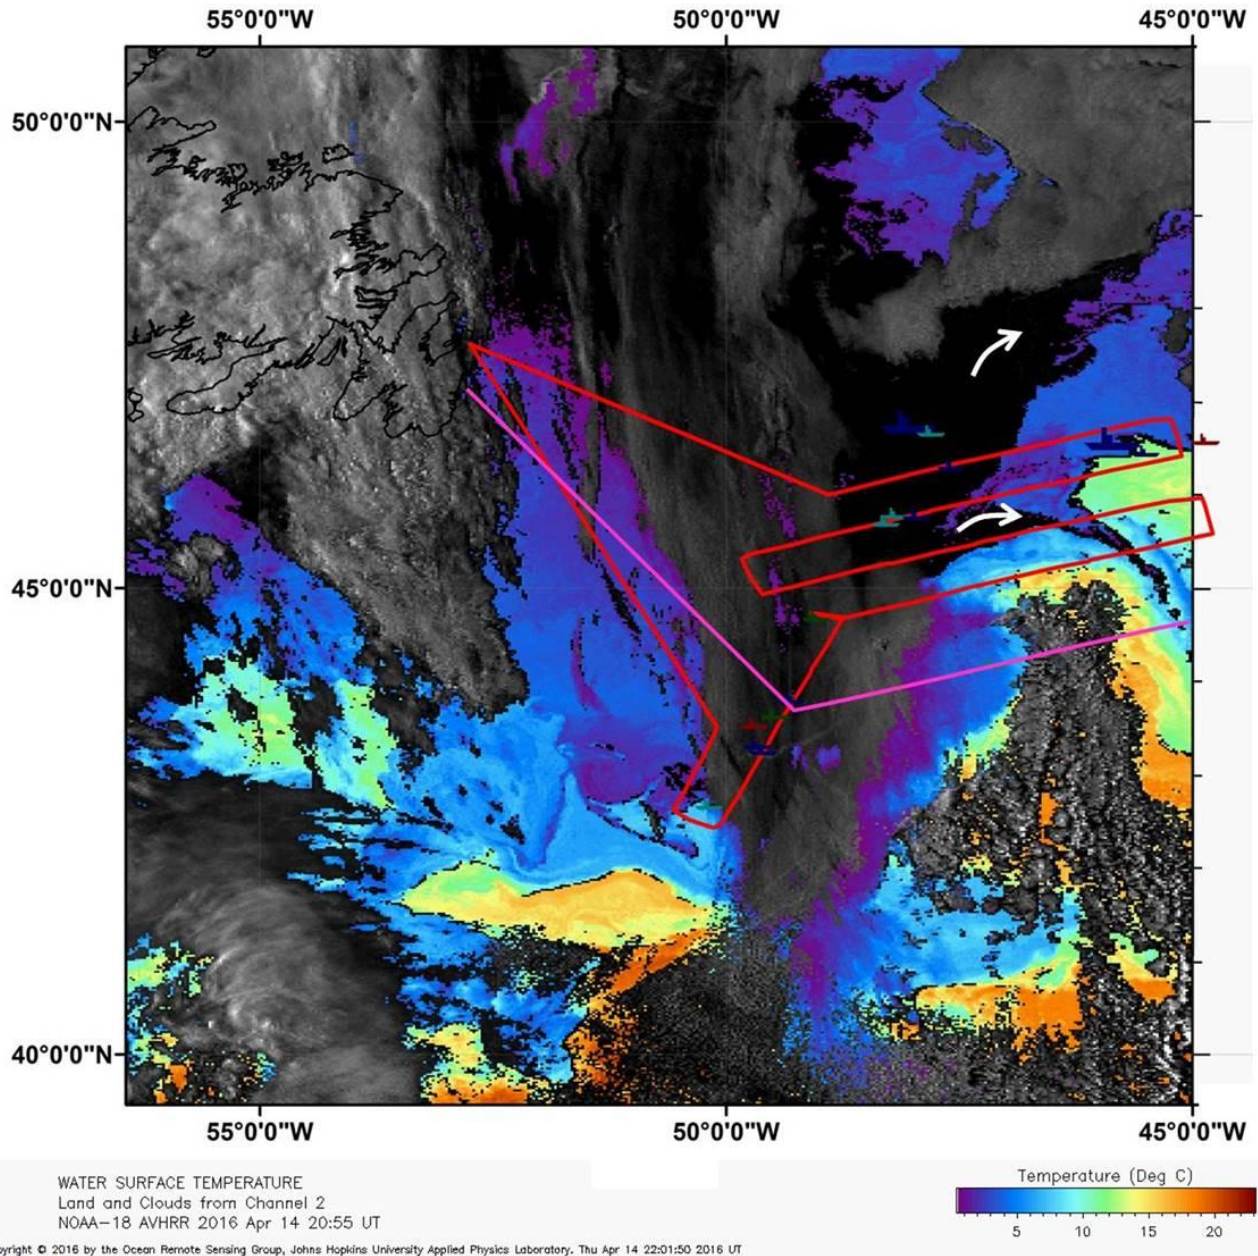 55°0'0"W 50°0'0"W 45°0'0"W
50°0'0"N
45°0'0"N
40°0'0"N
55°0'0"W 50°0'0"W 45°0'0"W
WATER SURFACE TEMPERATURE
Land and Clouds from Channel 2
NOAA-18 AVHRR 2016 Apr 14 20:55 UT
Temperature (Deg C)
5 10 15 20
yright © 2016 by the Ocean Remote Sensing Group, Johns Hopkins University Applied Physics Laboratory. Thu Apr 14 22:01:50 2016 UT